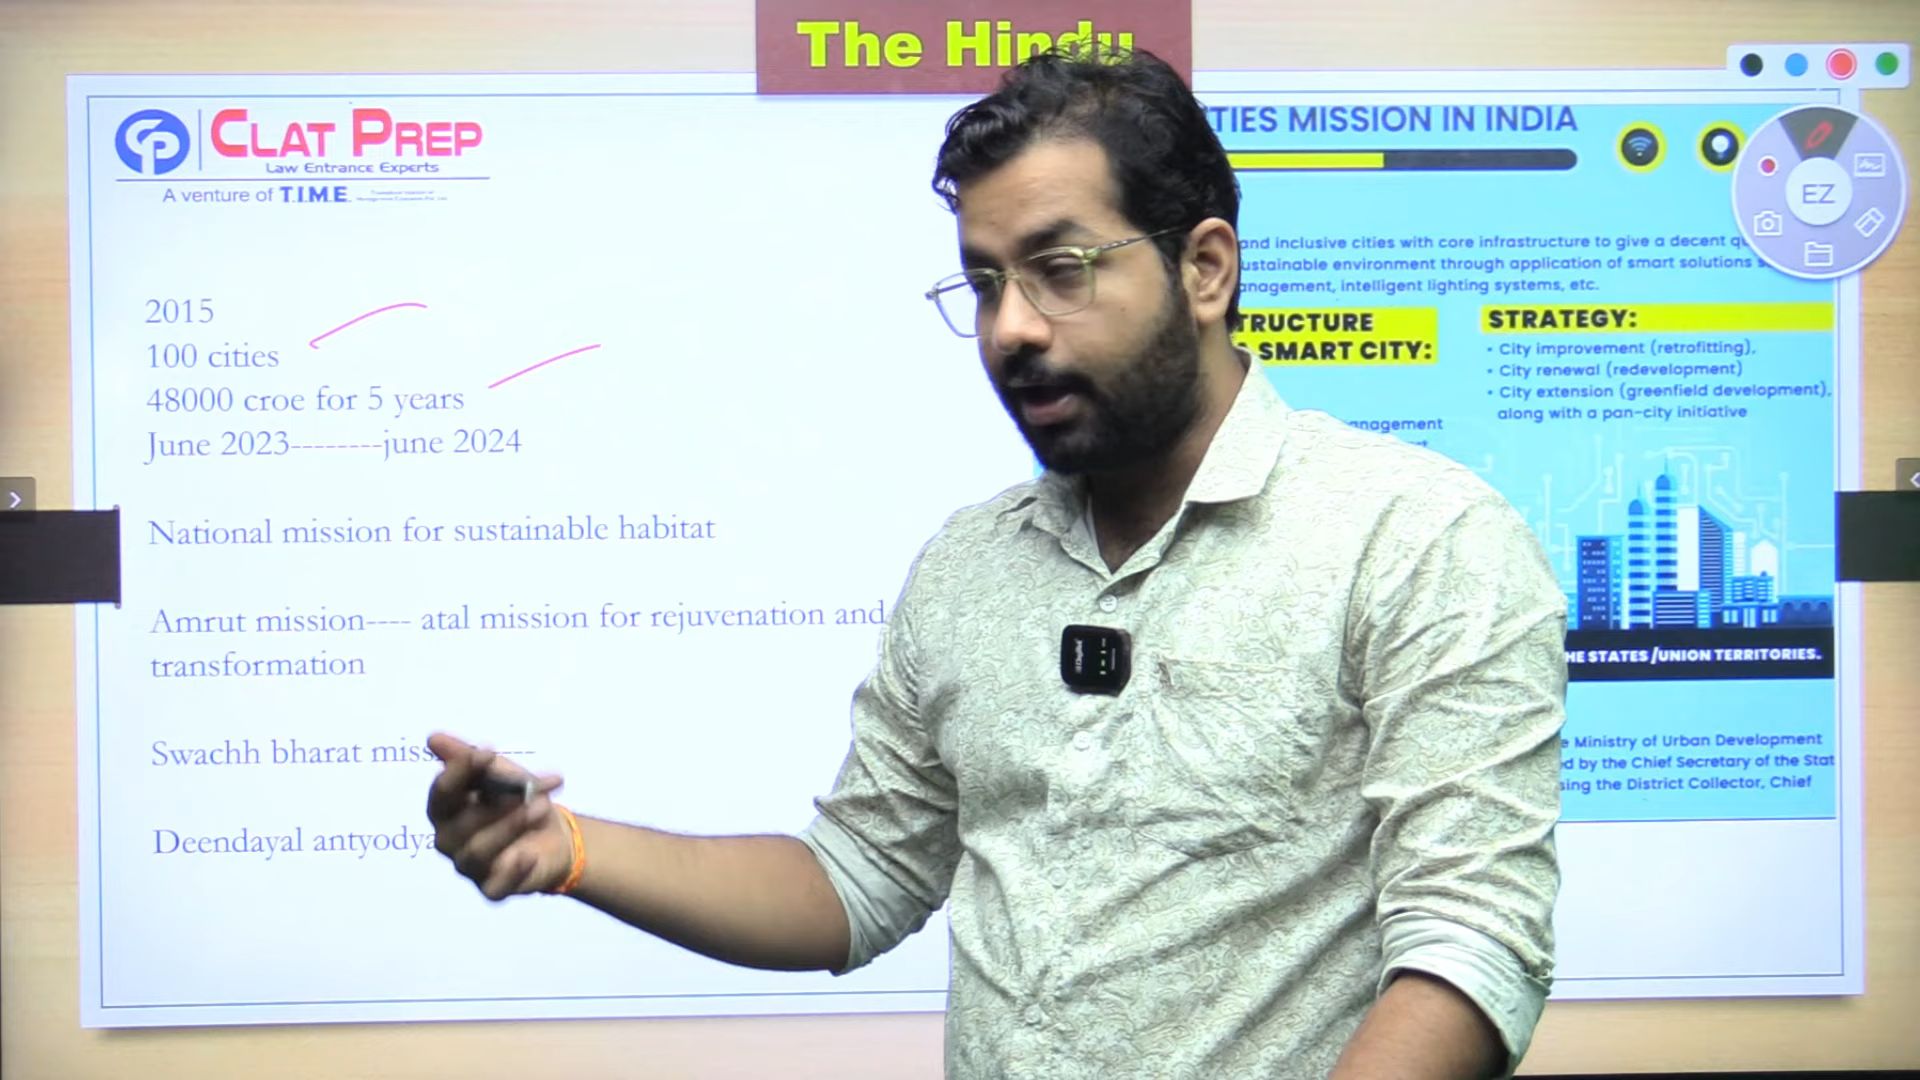 The Hindu
CLAT PREP
Law Entrance Experts
A venture of T.I.M.E.
2015
100 cities
48000 croe for 5 years
June 2023--------june 2024
National mission for sustainable habitat
Amrut mission---- atal mission for rejuvenation and
transformation
Swachh bharat miss
Deendayal antyodya
TIES MISSION IN INDIA
EZ
and inclusive cities with core infrastructure to give a decent
ustainable environment through application of smart solutions
anagement, intelligent lighting systems, etc.
TRUCTURE
SMART CITY:
nagement
STRATEGY:
• City improvement (retrofitting),
• City renewal (redevelopment)
• City extension (greenfield development),
along with a pan-city initiative
HE STATES/UNION TERRITORIES.
e Ministry of Urban Development
ed by the Chief Secretary of the Stat
sing the District Collector, Chief